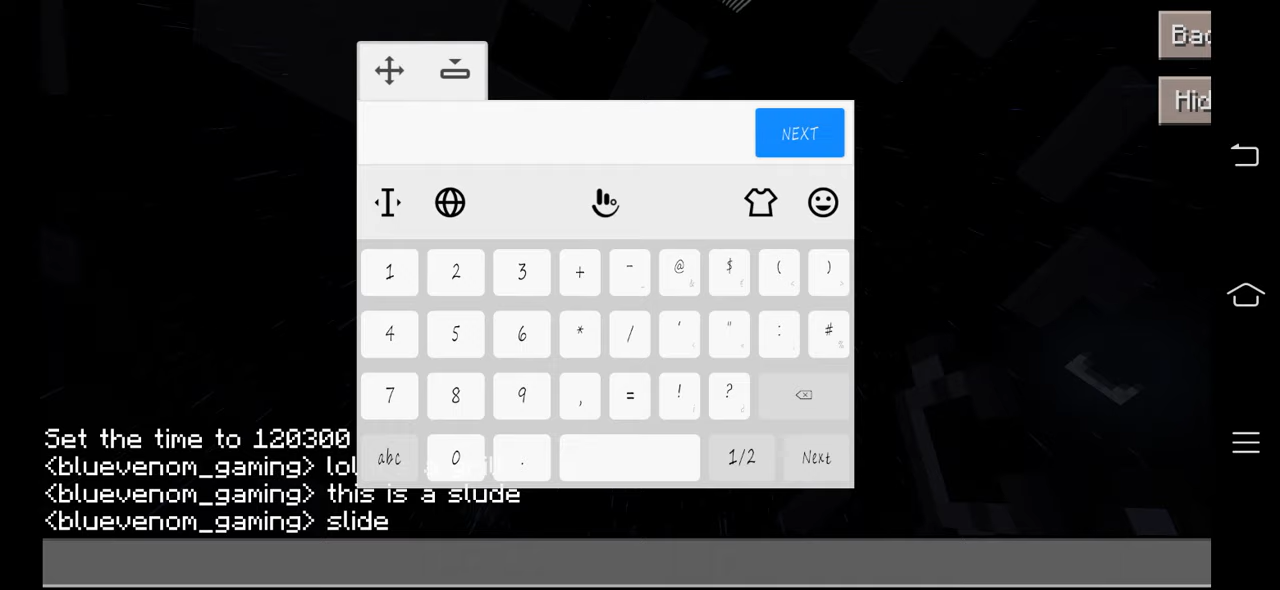 Bac
Hid
NEXT
1 2 3 + - @ $ ( )
4 5 6 * / ' " : #
7 8 9 , = ! ?
abc 0 . 1/2 Next
Set the time to 120300
<bluevenom_gaming> lol a
<bluevenom_gaming> this is a slude
<bluevenom_gaming> slide